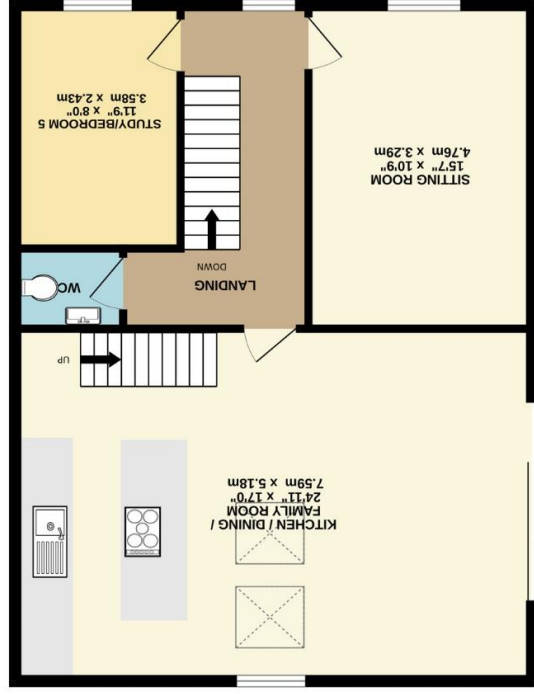 KITCHEN / DINING /
FAMILY ROOM
24'11" x 17'0"
7.59m x 5.18m
UP
LANDING
DOWN
WC
SITTING ROOM
15'7" x 10'9"
4.76m x 3.29m
STUDY/BEDROOM 5
11'9" x 8'0"
3.58m x 2.43m